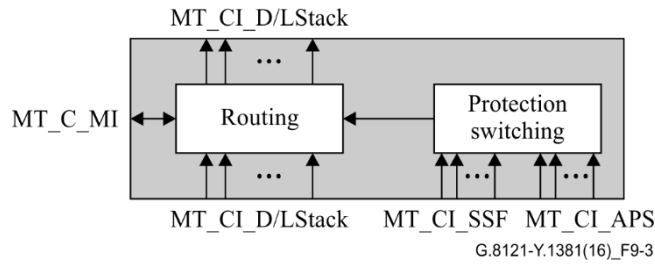 MT_CI_D/LStack
MT_C_MI
Routing
Protection
switching
...
...
...
...
MT_CI_D/LStack
MT_CI_SSF
MT_CI_APS
G.8121-Y.1381(16)_F9-3